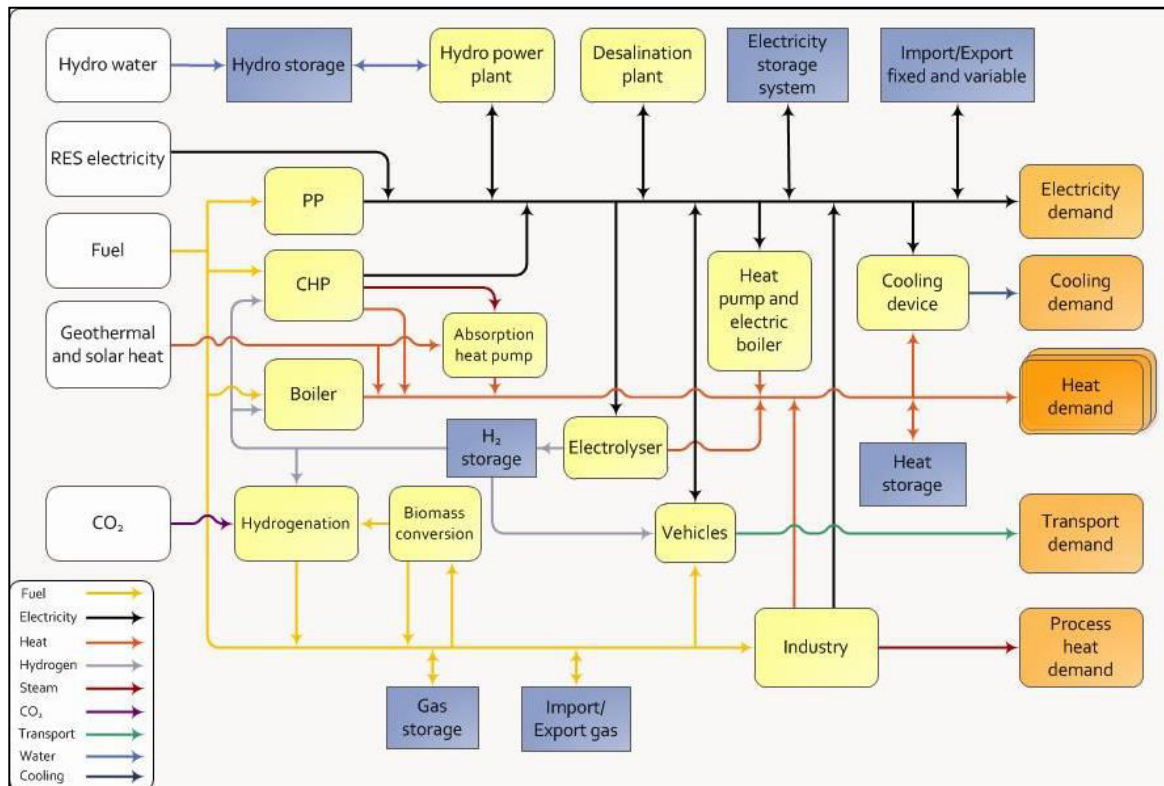 Hydro water
Hydro storage
Hydro power
plant
Desalination
plant
Electricity
storage
system
Import/Export
fixed and variable
RES electricity
PP
Electricity
demand
Fuel
CHP
Heat
pump and
electric
boiler
Cooling
device
Cooling
demand
Geothermal
and solar heat
Absorption
heat pump
Boiler
Heat
demand
H₂
storage
Electrolyser
Heat
storage
CO₂
Hydrogenation
Biomass
conversion
Vehicles
Transport
demand
Industry
Process
heat
demand
Gas
storage
Import/
Export gas
Fuel
Electricity
Heat
Hydrogen
Steam
CO₂
Transport
Water
Cooling